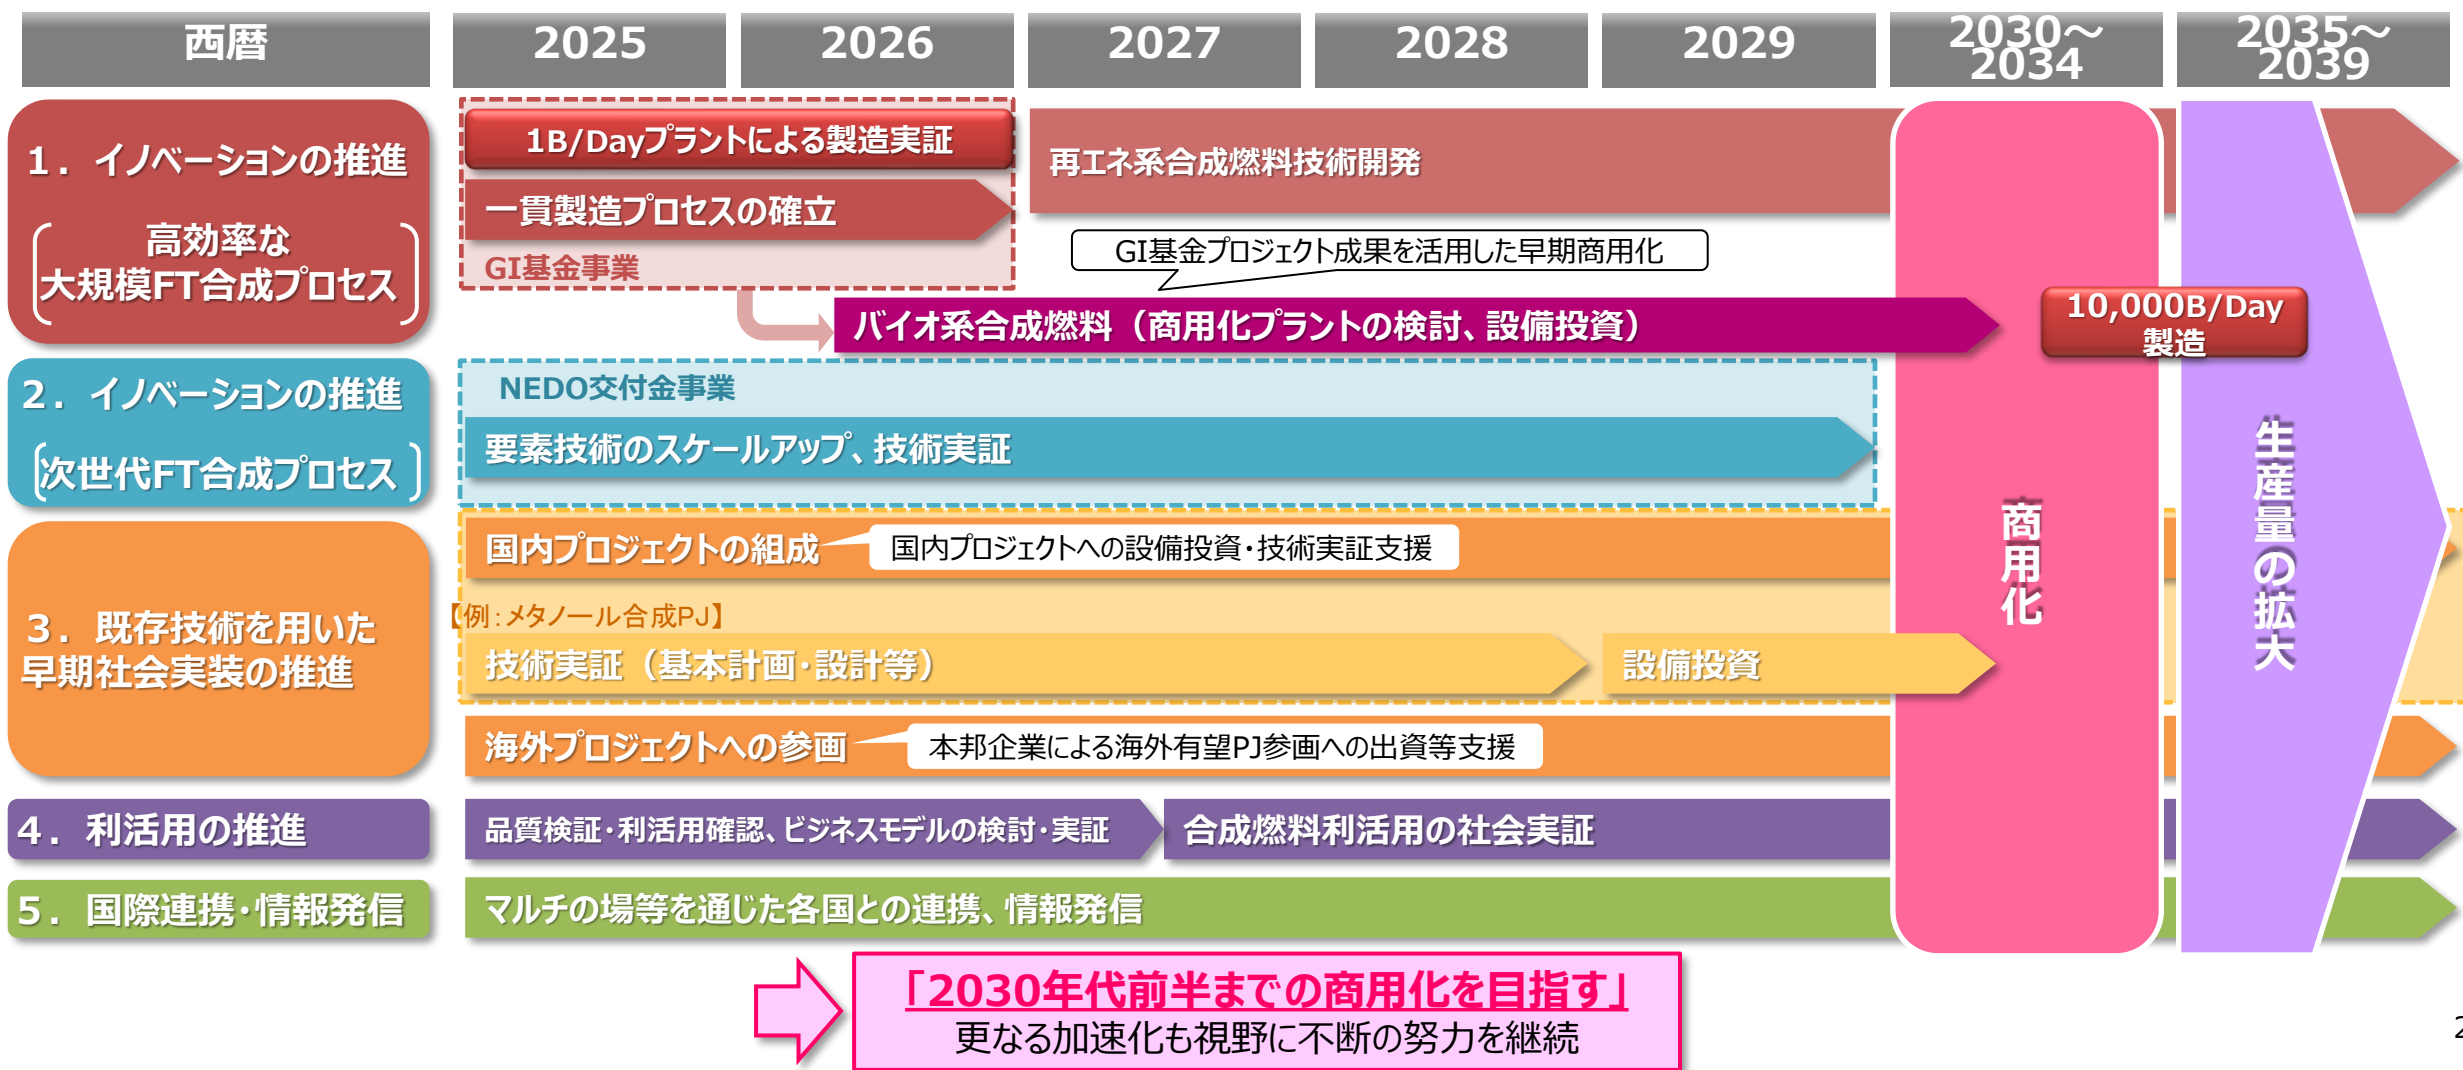 西暦
2025
2026
2027
2028
2029
2030～
2034
2035～
2039
1．イノベーションの推進
高効率な
大規模FT合成プロセス
1B/Dayプラントによる製造実証
一貫製造プロセスの確立
GI基金事業
再エネ系合成燃料技術開発
GI基金プロジェクト成果を活用した早期商用化
バイオ系合成燃料（商用化プラントの検討、設備投資）
10,000B/Day
製造
2．イノベーションの推進
次世代FT合成プロセス
NEDO交付金事業
要素技術のスケールアップ、技術実証
3．既存技術を用いた
早期社会実装の推進
国内プロジェクトの組成
国内プロジェクトへの設備投資・技術実証支援
【例：メタノール合成PJ】
技術実証（基本計画・設計等）
設備投資
海外プロジェクトへの参画
本邦企業による海外有望PJ参画への出資等支援
商用化
生産量の拡大
4．利活用の推進
品質検証・利活用確認、ビジネスモデルの検討・実証
合成燃料利活用の社会実証
5．国際連携・情報発信
マルチの場等を通じた各国との連携、情報発信
「2030年代前半までの商用化を目指す」
更なる加速化も視野に不断の努力を継続